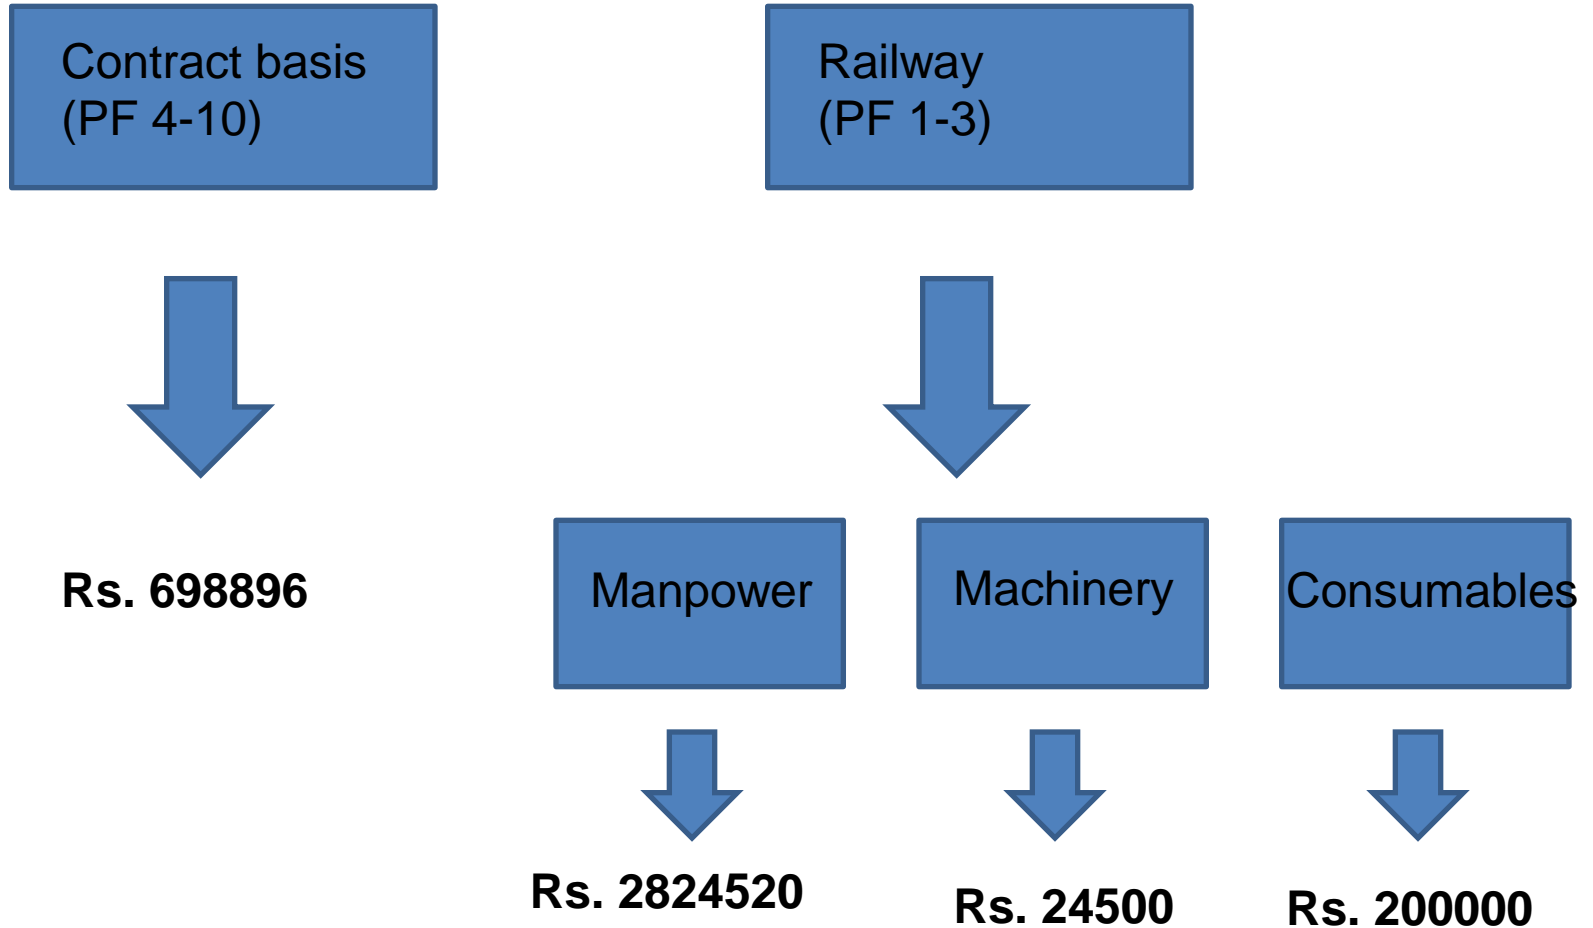 Contract basis
(PF 4-10)
Railway
(PF 1-3)
Rs. 698896
Manpower
Machinery
Consumables
Rs. 2824520
Rs. 24500
Rs. 200000